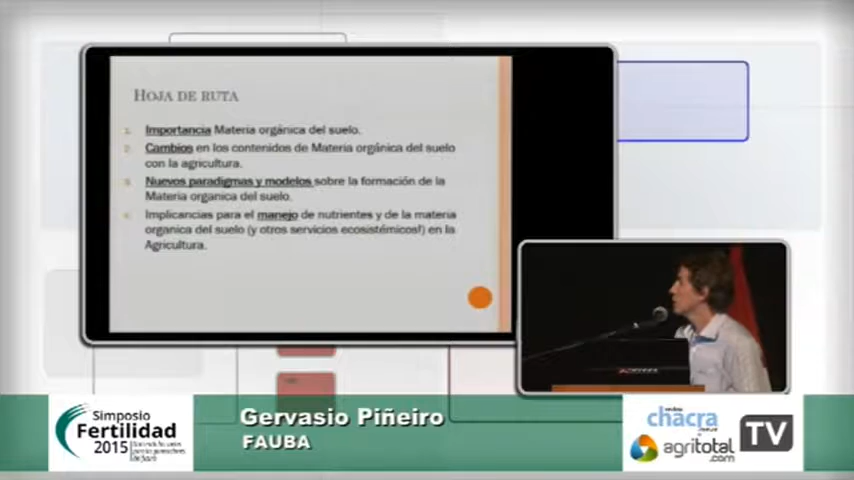 HOJA DE RUTA
1. Importancia Materia orgánica del suelo.
2. Cambios en los contenidos de Materia orgánica del suelo
con la agricultura.
3. Nuevos paradigmas y modelos sobre la formación de la
Materia organica del suelo.
4. Implicancias para el manejo de nutrientes y de la materia
organica del suelo (y otros servicios ecosistémicos!) en la
Agricultura.
Simposio
Fertilidad
2015
Gervasio Piñeiro
FAUBA
chacra
agritotal
.com
TV